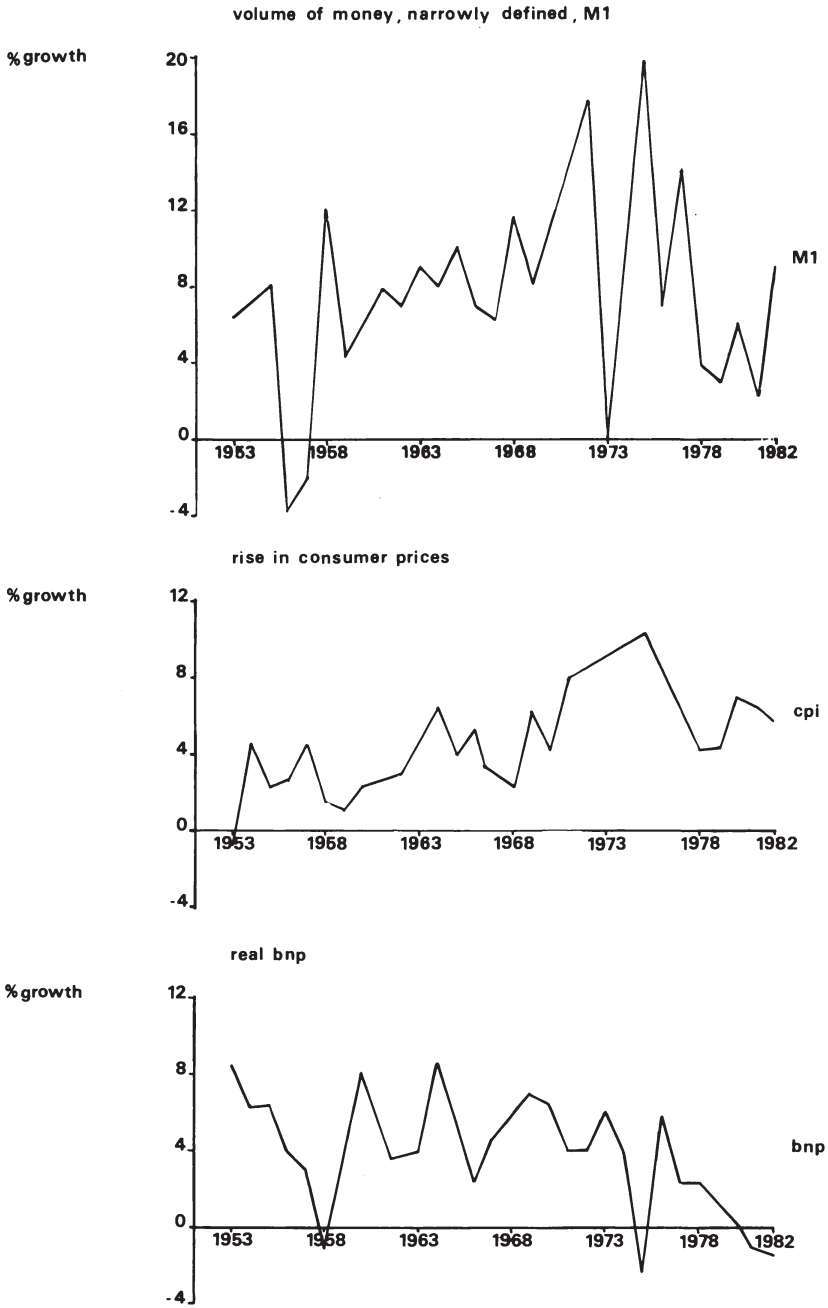 volume of money, narrowly defined, M1
% growth
20
16
12
8
M1
4
0
1953 1958 1963 1968 1973 1978 1982
-4
rise in consumer prices
% growth
12
8
cpi
4
0
1953 1958 1963 1968 1973 1978 1982
-4
real bnp
% growth
12
8
4
bnp
0
1953 1958 1963 1968 1973 1978 1982
-4